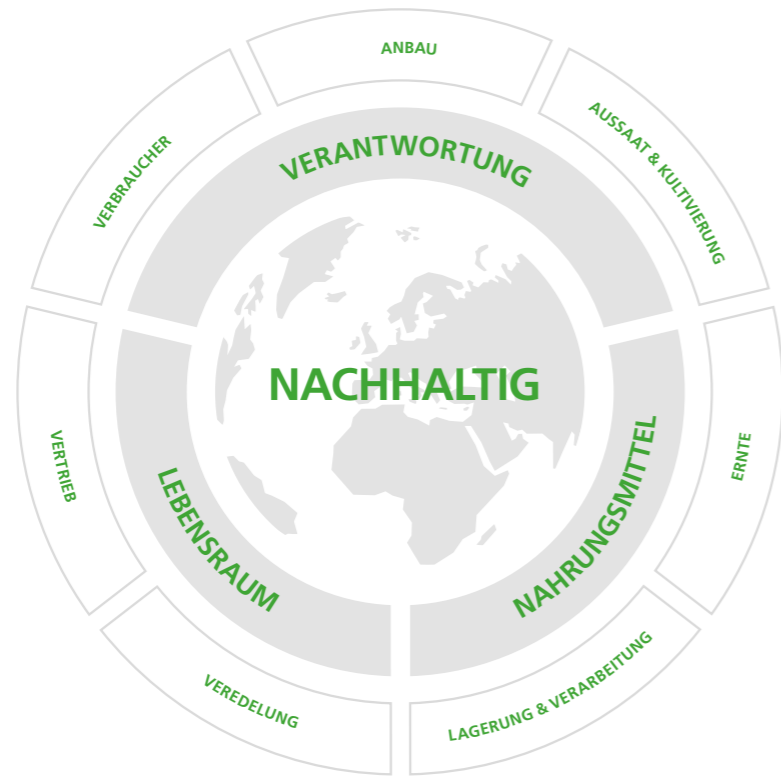 ANBAU
AUSSAAT & KULTIVIERUNG
ERNTE
LAGERUNG & VERARBEITUNG
VEREDELUNG
VERTRIEB
VERBRAUCHER
VERANTWORTUNG
NAHRUNGSMITTEL
LEBENSRAUM
NACHHALTIG